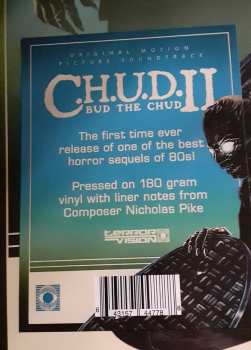 ORIGINAL MOTION
PICTURE SOUNDTRACK
C.H.U.D. II
BUD THE CHUD
The first time ever
release of one of the best
horror sequels of 80s!
Pressed on 180 gram
vinyl with liner notes from
Composer Nicholas Pike
TERROR
VISION